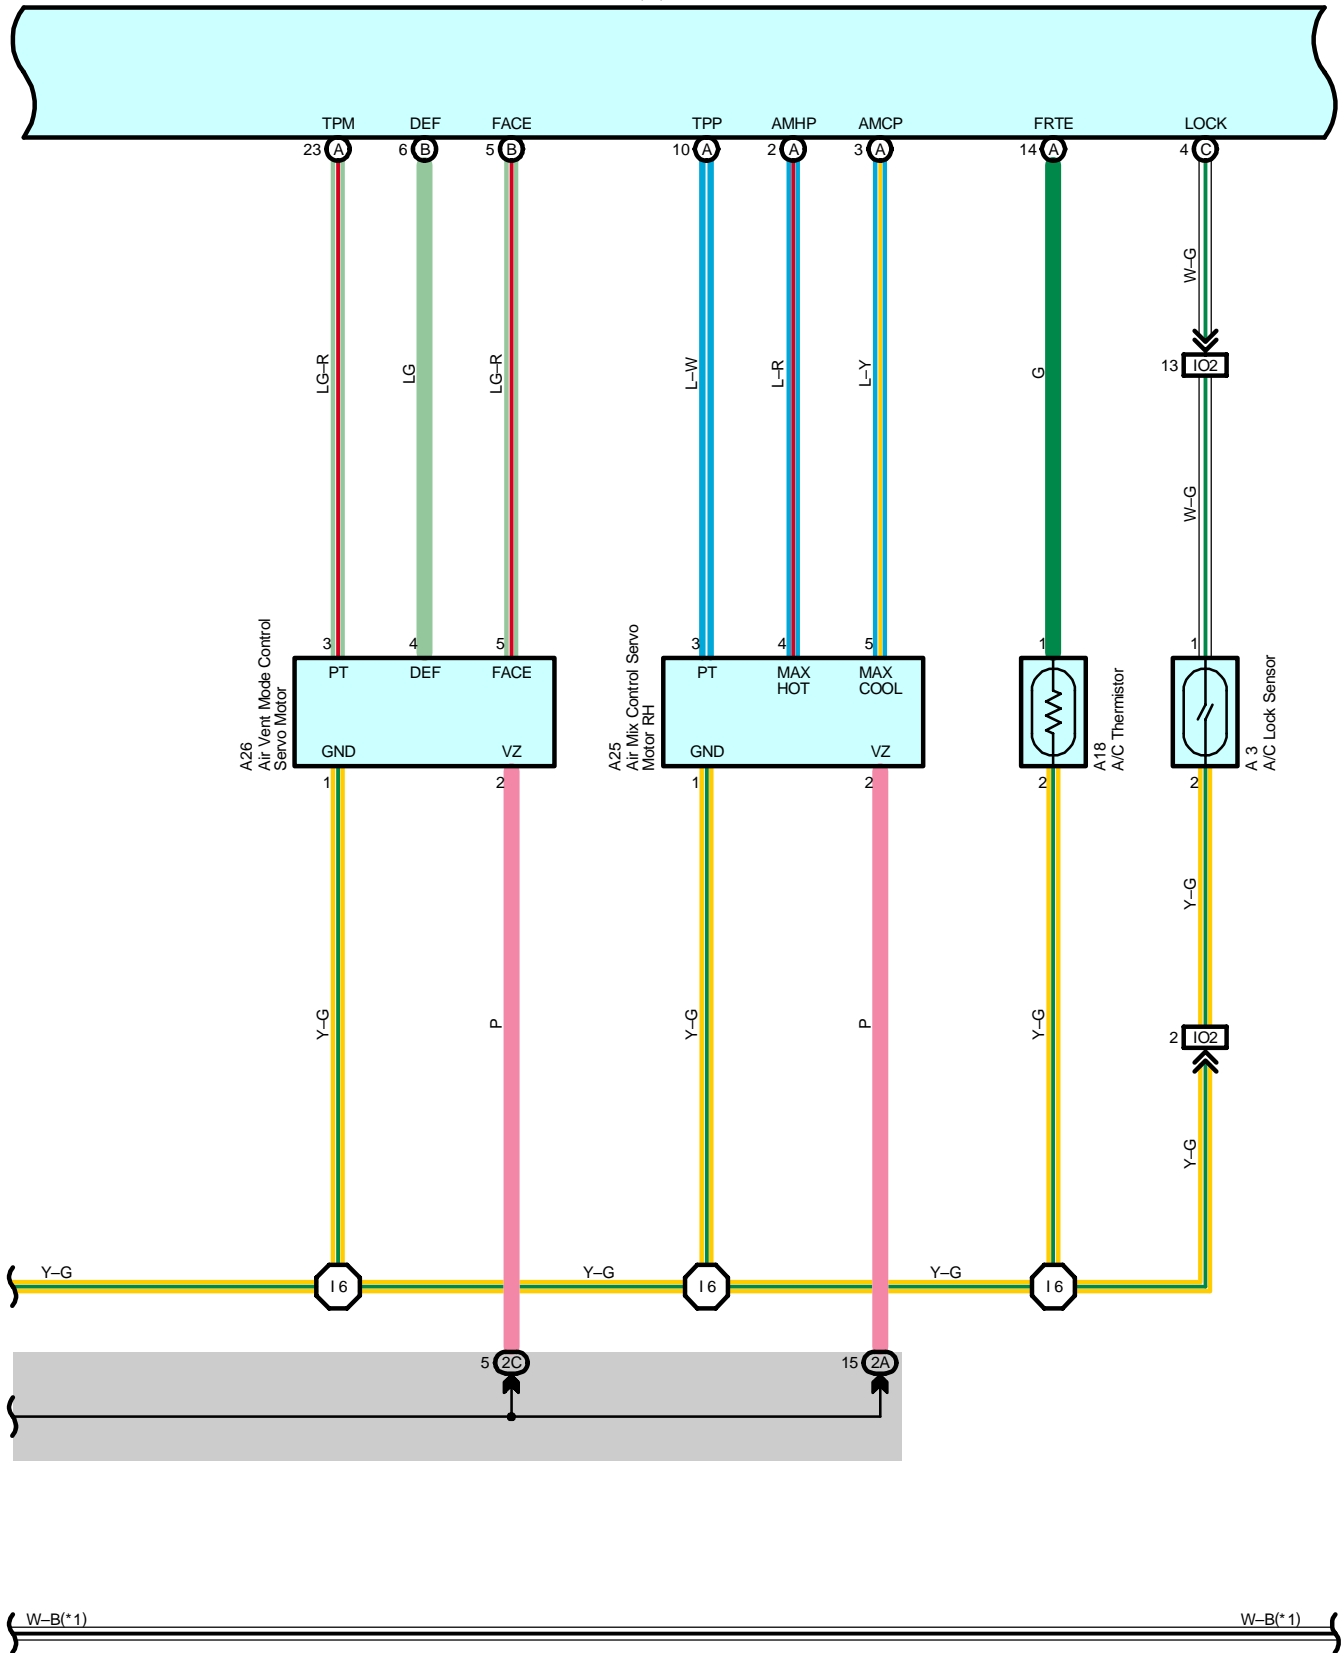 TPM DEF FACE TPP AMHP AMCP FRTE LOCK
23 A 6 B 5 B 10 A 2 A 3 A 14 A 4 C
W–G
13 IO2
LG–R LG LG–R L–W L–R L–Y G
W–G
3 4 5 3 4 5 1 1
A26
Air Vent Mode Control
Servo Motor
PT DEF FACE
GND VZ
A25
Air Mix Control Servo
Motor RH
PT MAX HOT MAX COOL
GND VZ
A18
A/C Thermistor
A 3
A/C Lock Sensor
1 2 1 2 2 2
Y–G
Y–G P Y–G P Y–G
2 IO2
Y–G
Y–G Y–G Y–G
I 6 I 6 I 6
5 2C 15 2A
W–B(*1) W–B(*1)